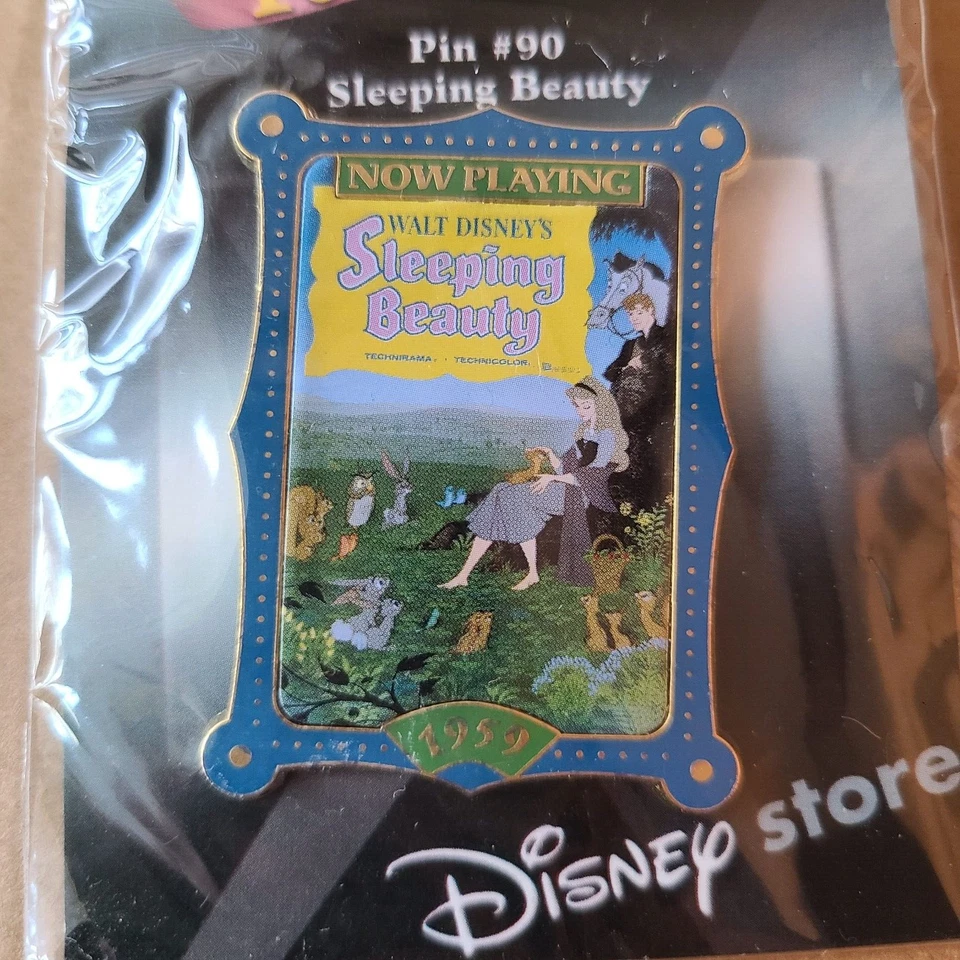 Pin #90
Sleeping Beauty
NOW PLAYING
WALT DISNEY'S
Sleeping
Beauty
TECHNIRAMA® TECHNICOLOR®
1959
Disney store